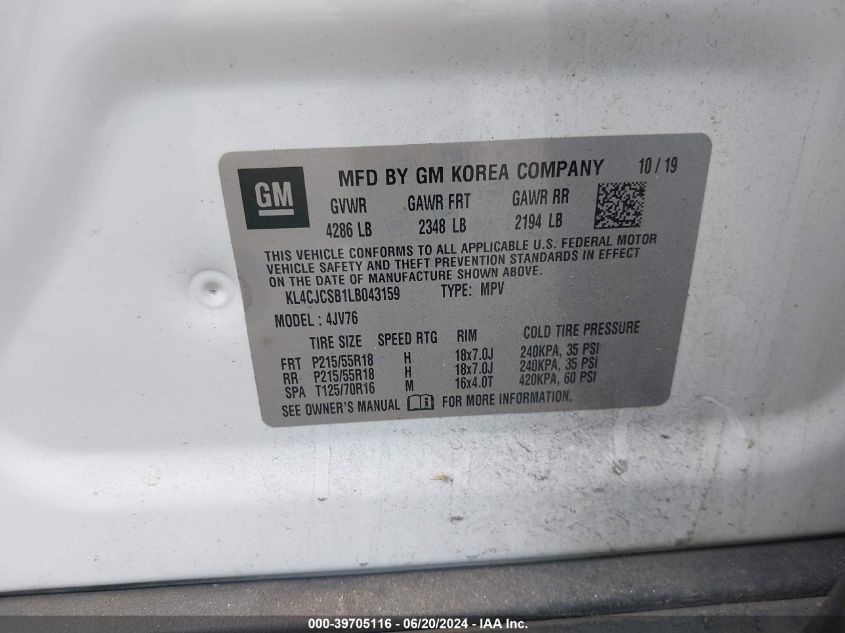 GM
MFD BY GM KOREA COMPANY 10 / 19
GVWR GAWR FRT GAWR RR
4286 LB 2348 LB 2194 LB
THIS VEHICLE CONFORMS TO ALL APPLICABLE U.S. FEDERAL MOTOR
VEHICLE SAFETY AND THEFT PREVENTION STANDARDS IN EFFECT
ON THE DATE OF MANUFACTURE SHOWN ABOVE.
KL4CJCSB1LB043159 TYPE: MPV
MODEL : 4JV76
TIRE SIZE SPEED RTG RIM COLD TIRE PRESSURE
FRT P215/55R18 H 18x7.0J 240KPA, 35 PSI
RR P215/55R18 H 18x7.0J 240KPA, 35 PSI
SPA T125/70R16 M 16x4.0T 420KPA, 60 PSI
SEE OWNER'S MANUAL FOR MORE INFORMATION.
000-39705116 - 06/20/2024 - IAA Inc.